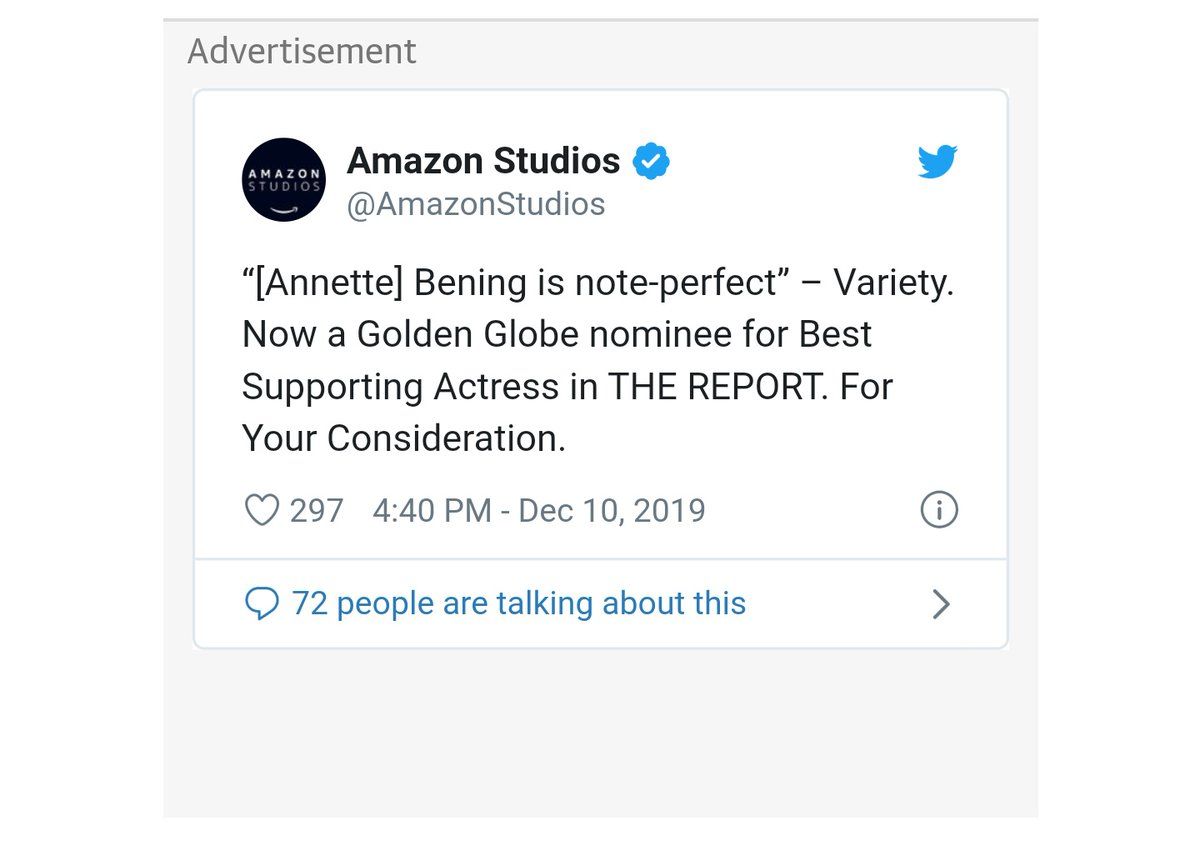 Advertisement
AMAZON
STUDIOS
Amazon Studios
@AmazonStudios
“[Annette] Bening is note-perfect” – Variety.
Now a Golden Globe nominee for Best
Supporting Actress in THE REPORT. For
Your Consideration.
297 4:40 PM - Dec 10, 2019
72 people are talking about this